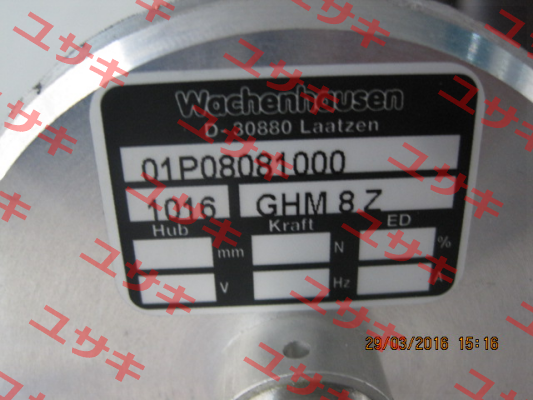 Wachenhausen
D-30880 Laatzen
01P08081000
1016 GHM 8 Z
Hub Kraft ED
mm N %
V Hz A
29/03/2016 15:16
ユサキ